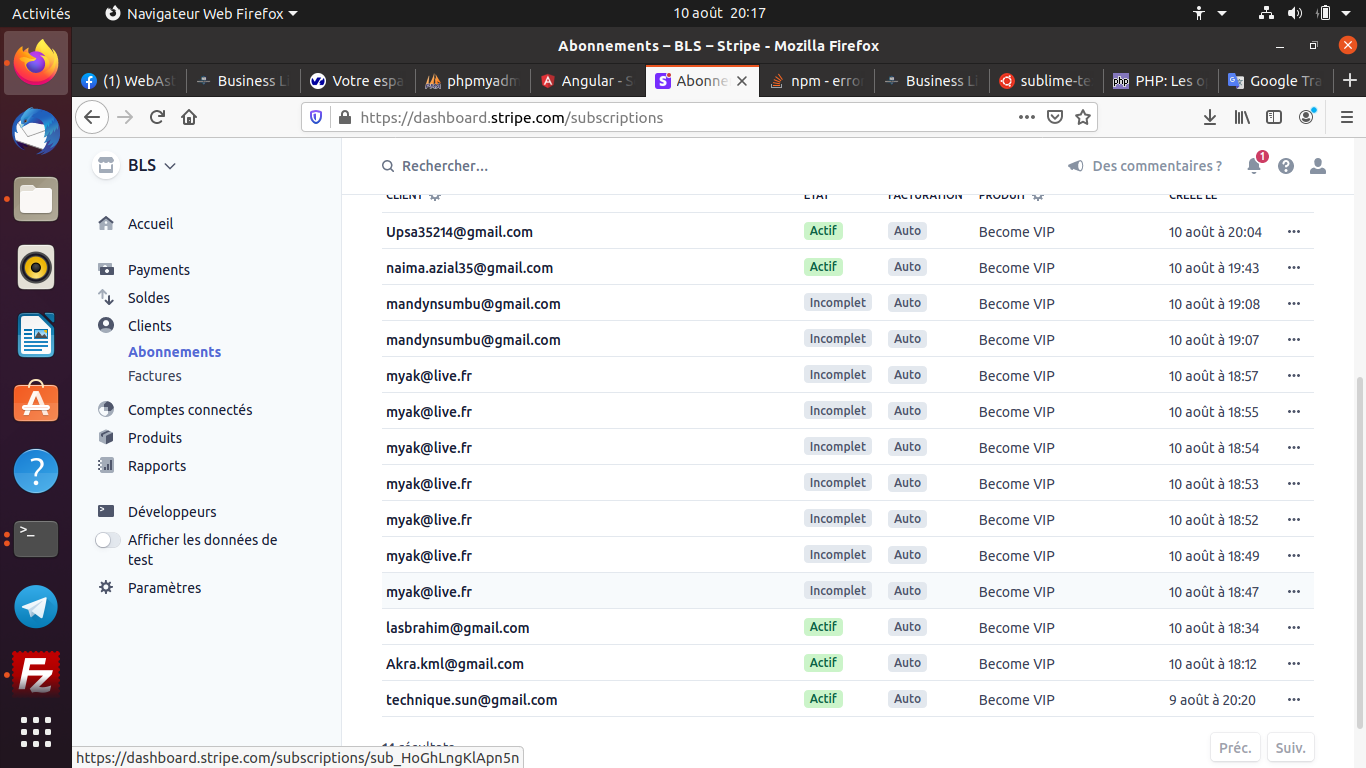 Activités Navigateur Web Firefox 10 août 20:17
Abonnements – BLS – Stripe - Mozilla Firefox
(1) WebAst Business Li Votre espa phpmyadm Angular - S Abonne npm - erro Business Li sublime-te php PHP: Les op Google Tra
https://dashboard.stripe.com/subscriptions
BLS Rechercher... Des commentaires ? 1
CLIENT ÉTAT FACTURATION PRODUIT CRÉÉE LE
Accueil
Upsa35214@gmail.com Actif Auto Become VIP 10 août à 20:04
Payments
naima.azial35@gmail.com Actif Auto Become VIP 10 août à 19:43
Soldes
mandynsumbu@gmail.com Incomplet Auto Become VIP 10 août à 19:08
Clients
mandynsumbu@gmail.com Incomplet Auto Become VIP 10 août à 19:07
Abonnements
Factures
myak@live.fr Incomplet Auto Become VIP 10 août à 18:57
Comptes connectés
myak@live.fr Incomplet Auto Become VIP 10 août à 18:55
Produits
myak@live.fr Incomplet Auto Become VIP 10 août à 18:54
Rapports
myak@live.fr Incomplet Auto Become VIP 10 août à 18:53
Développeurs
myak@live.fr Incomplet Auto Become VIP 10 août à 18:52
Afficher les données de
test
myak@live.fr Incomplet Auto Become VIP 10 août à 18:49
Paramètres
myak@live.fr Incomplet Auto Become VIP 10 août à 18:47
lasbrahim@gmail.com Actif Auto Become VIP 10 août à 18:34
Akra.kml@gmail.com Actif Auto Become VIP 10 août à 18:12
technique.sun@gmail.com Actif Auto Become VIP 9 août à 20:20
résultats Préc. Suiv.
https://dashboard.stripe.com/subscriptions/sub_HoGhLngKlApn5n